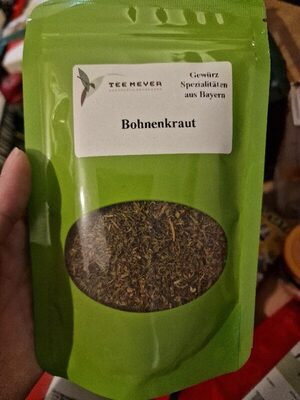 TEE MEYER
Gewürz
Spezialitäten
aus Bayern
Bohnenkraut